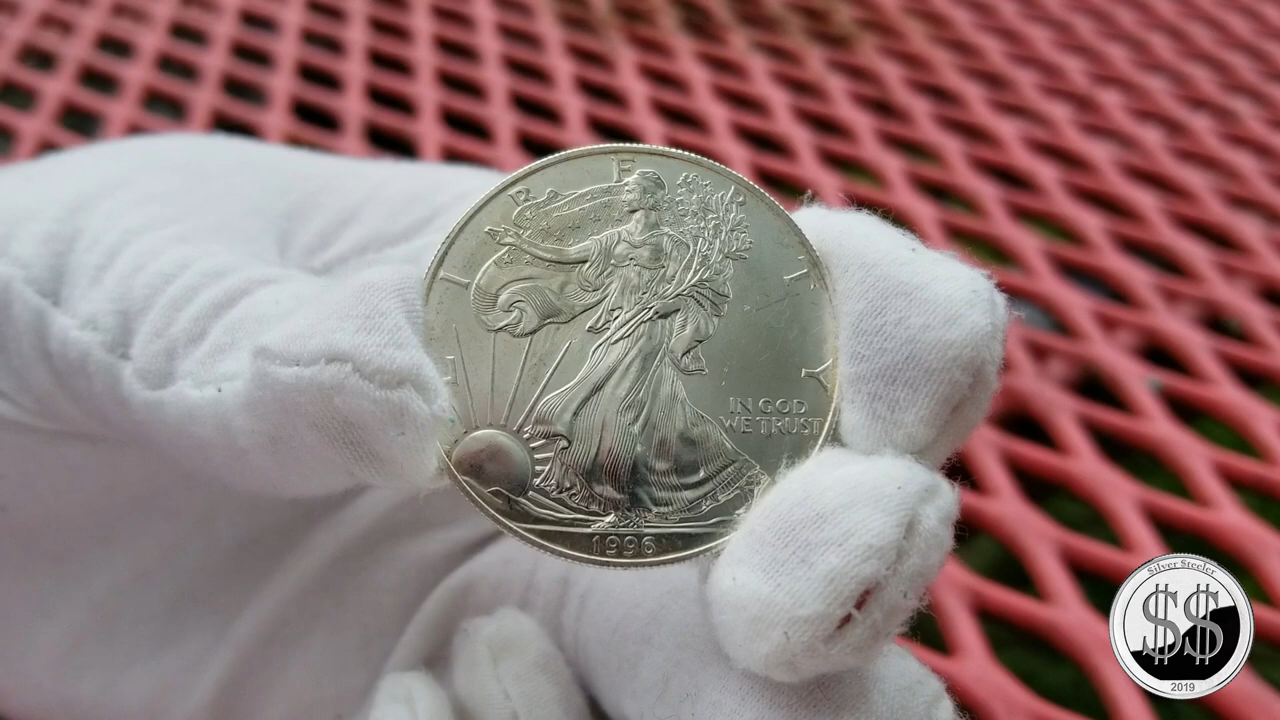 LIBERTY
IN GOD
WE TRUST
1996
Silver Steeler
$$
2019